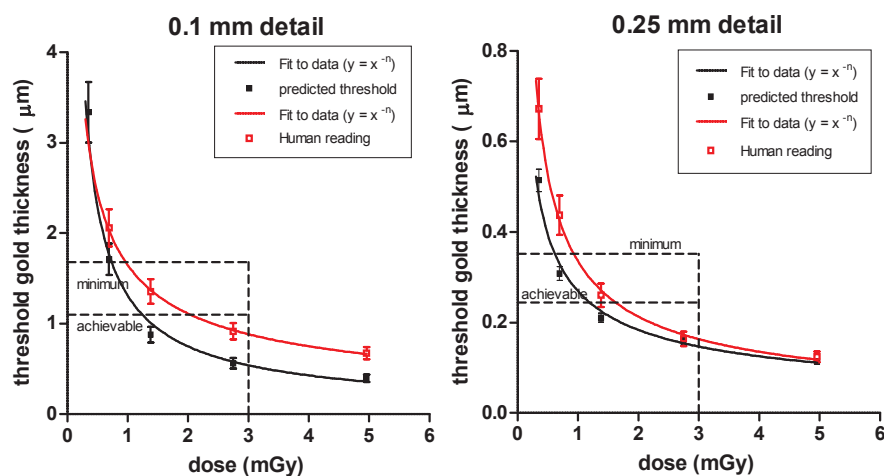 0.1 mm detail
threshold gold thickness ( μm)
4
3
2
1
0
Fit to data (y = x -n)
predicted threshold
Fit to data (y = x -n)
Human reading
minimum
achievable
0 1 2 3 4 5 6
dose (mGy)
0.25 mm detail
threshold gold thickness ( μm)
0.8
0.6
0.4
0.2
0.0
Fit to data (y = x -n)
predicted threshold
Fit to data (y = x -n)
Human reading
minimum
achievable
0 1 2 3 4 5 6
dose (mGy)